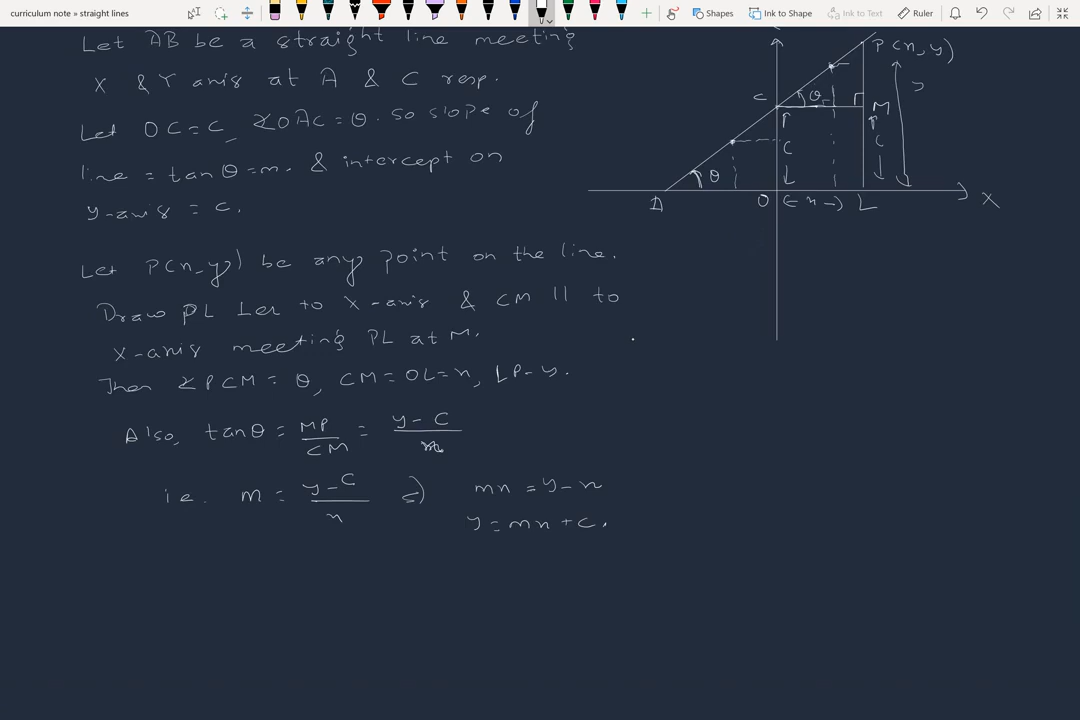 curriculum note » straight lines
Shapes
Ink to Shape
Ink to Text
Ruler
Let AB be a straight line meeting
X & Y axis at A & C resp.
Let OC = C, ∠OAC = θ. so slope of
line = tanθ = m. & intercept on
y-axis = c.
Let P(x, y) be any point on the line.
Draw PL ⊥er to X-axis & CM || to
X-axis meeting PL at M.
Then ∠PCM = θ, CM = OL = x, LP = y.
Also, tanθ = MP/CM = (y - C)/x
i.e. m = (y - C)/x ⇒ mx = y - x
y = mx + c.
P(x, y)
C θ M
y
C C
θ
A O x L X